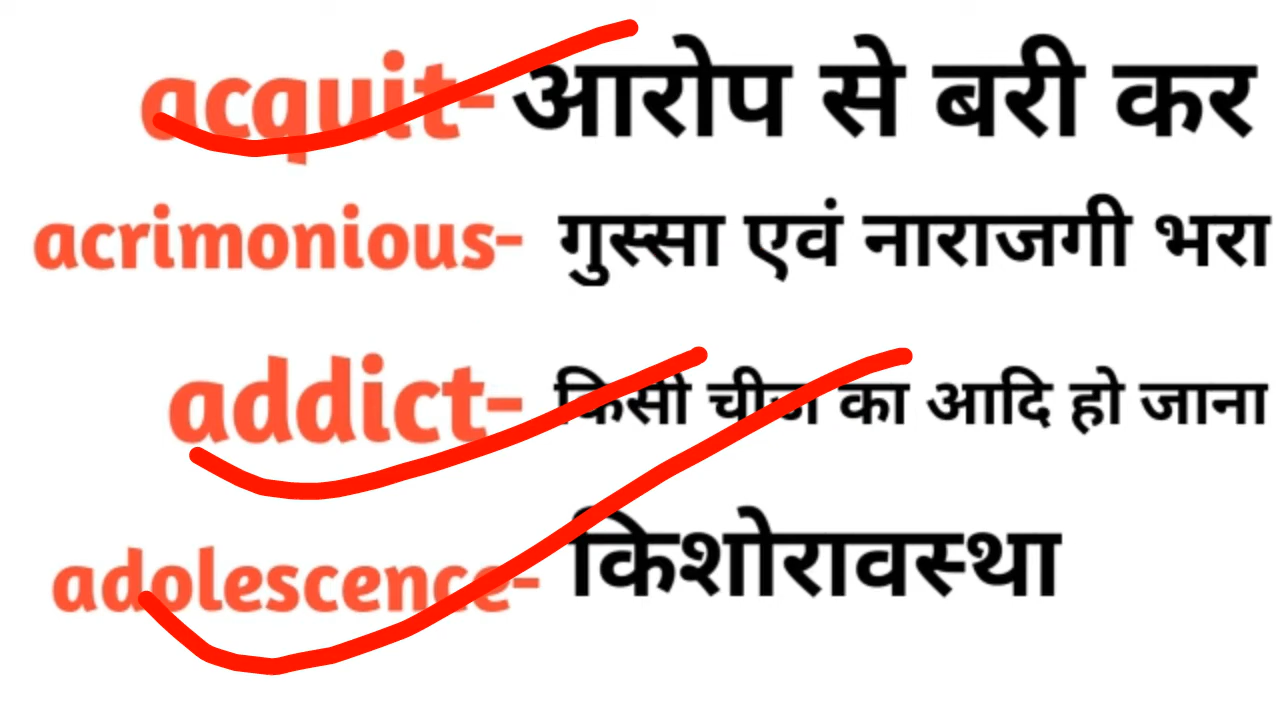 acquit- आरोप से बरी कर
acrimonious- गुस्सा एवं नाराजगी भरा
addict- किसी चीज का आदि हो जाना
adolescence- किशोरावस्था